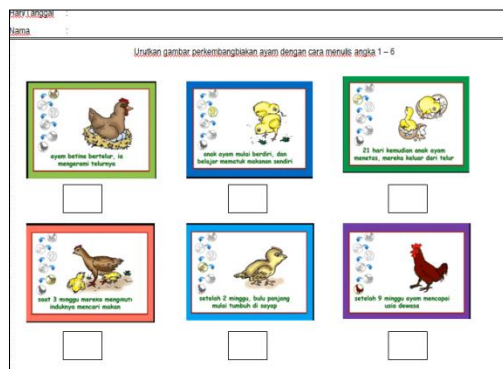 Hari/Tanggal :
Nama :
Urutkan gambar perkembangbiakan ayam dengan cara menulis angka 1 – 6
ayam betina bertelur, ia
mengerami telurnya
anak ayam mulai berdiri, dan
belajar mematuk makanan sendiri
21 hari kemudian anak ayam
menetas, mereka keluar dari telur
saat 3 minggu mereka mengikuti
induknya mencari makan
setelah 2 minggu, bulu panjang
mulai tumbuh di sayap
setelah 9 minggu ayam mencapai
usia dewasa